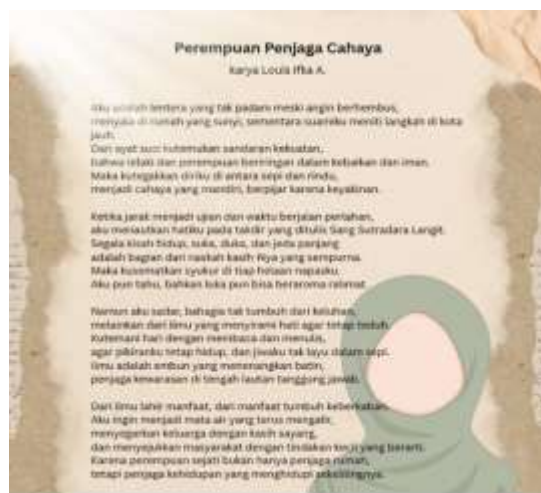 Perempuan Penjaga Cahaya
Karya Louis Ifka A.
Aku adalah lentera yang tak padam meski angin berhembus,
menyala di rumah yang sunyi, sementara suamiku meniti langkah di kota
jauh.
Dari ayat suci kutemukan sandaran kekuatan,
bahwa lelaki dan perempuan beriringan dalam kebaikan dan iman.
Maka kutegakkan diriku di antara sepi dan rindu,
menjadi cahaya yang mandiri, berpijar karena keyakinan.
Ketika jarak menjadi ujian dan waktu berjalan perlahan,
aku menautkan hatiku pada takdir yang ditulis Sang Sutradara Langit.
Segala kisah hidup, suka, duka, dan jeda panjang
adalah bagian dari naskah kasih-Nya yang sempurna.
Maka kusematkan syukur di tiap helaan napasku,
Aku pun tahu, bahkan luka pun bisa beraroma rahmat
Namun aku sadar, bahagia tak tumbuh dari keluhan,
melainkan dari ilmu yang menyirami hati agar tetap teduh.
Kutemani hari dengan membaca dan menulis,
agar pikiranku tetap hidup, dan jiwaku tak layu dalam sepi.
Ilmu adalah embun yang menenangkan batin,
penjaga kewarasan di tengah lautan tanggung jawab.
Dari ilmu lahir manfaat, dari manfaat tumbuh keberkahan.
Aku ingin menjadi mata air yang terus mengalir,
menyegarkan keluarga dengan kasih sayang,
dan menyejukkan masyarakat dengan tindakan kecil yang berarti.
Karena perempuan sejati bukan hanya penjaga rumah,
tetapi penjaga kehidupan yang menghidupi sekelilingnya.